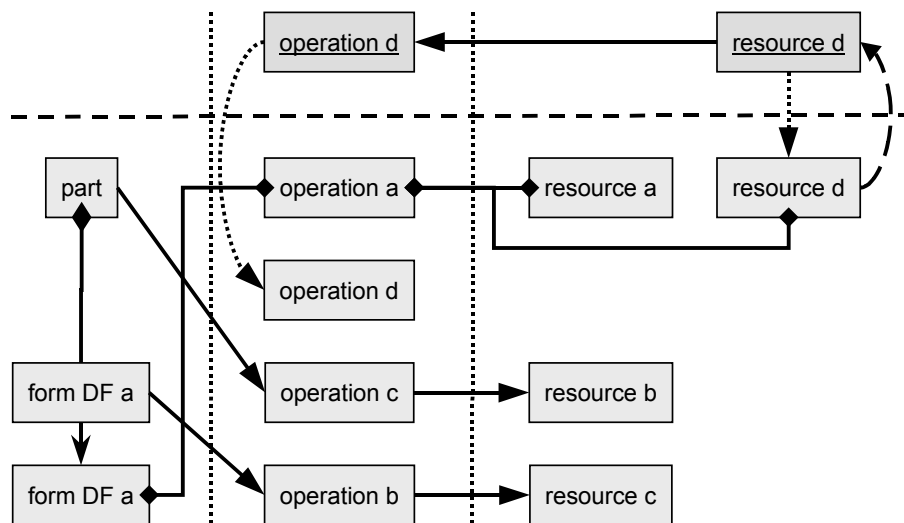 operation d
resource d
part
operation a
resource a
resource d
operation d
form DF a
operation c
resource b
form DF a
operation b
resource c